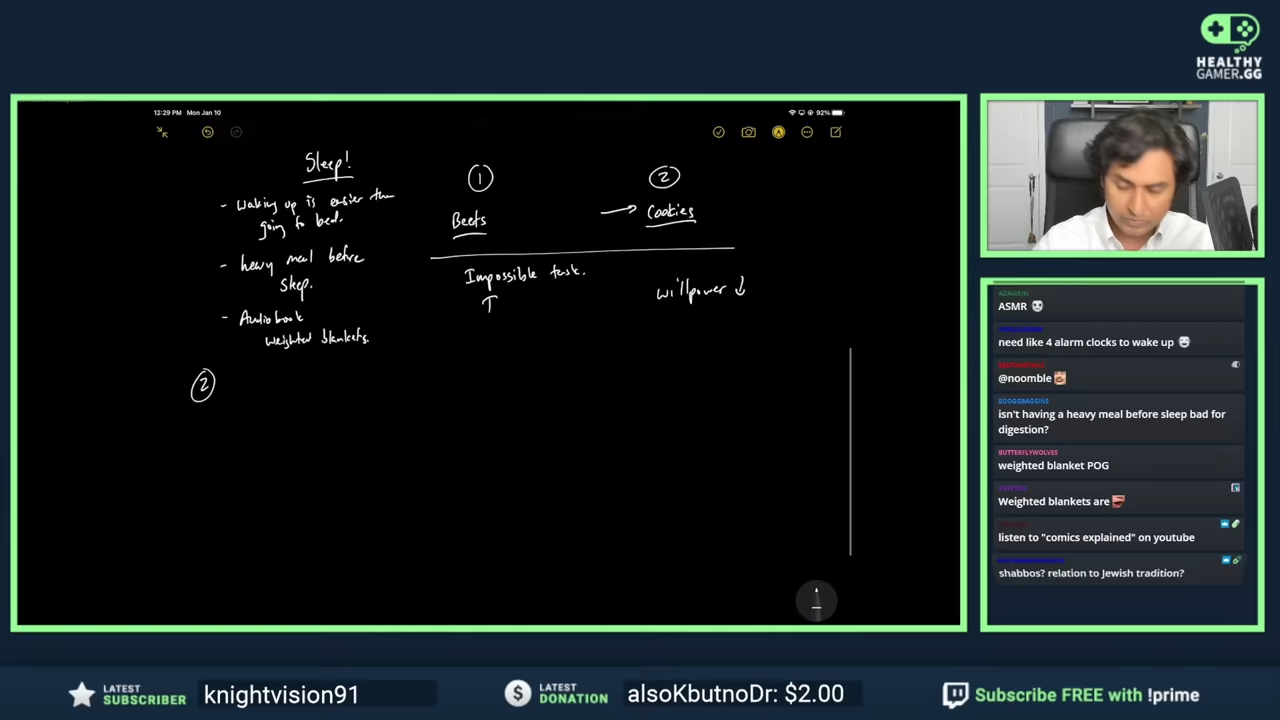 HEALTHY
GAMER.GG
12:29 PM Mon Jan 10
92%
Sleep!
- Waking up is easier than
going to bed.
- heavy meal before
sleep.
- Audiobook
weighted blankets.
2
1
Beets
2
→ Cookies
Impossible task.
↑
willpower ↓
ADAWKIN
ASMR
need like 4 alarm clocks to wake up
@noomble
BDOGGBAGGINS
isn't having a heavy meal before sleep bad for
digestion?
BUTTERFLYWOLVES
weighted blanket POG
Weighted blankets are
listen to "comics explained" on youtube
shabbos? relation to Jewish tradition?
LATEST
SUBSCRIBER
knightvision91
LATEST
DONATION
alsoKbutnoDr: $2.00
Subscribe FREE with !prime